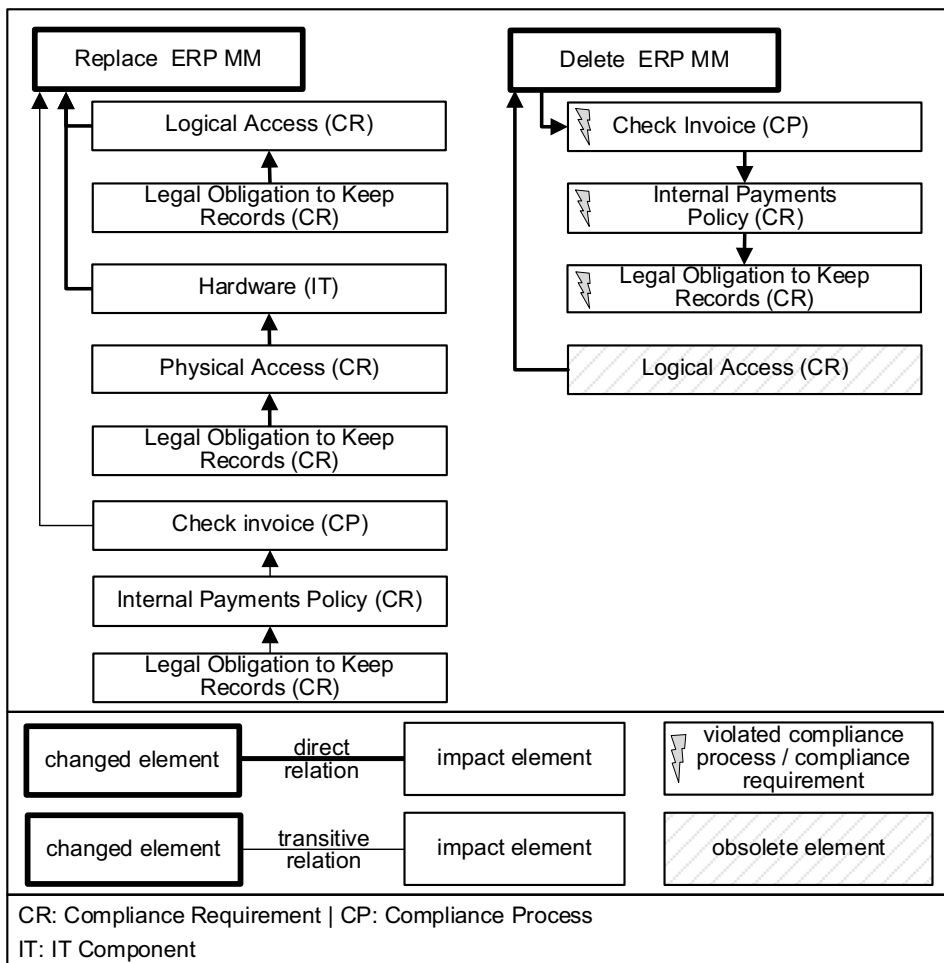 Replace ERP MM
Logical Access (CR)
Legal Obligation to Keep
Records (CR)
Hardware (IT)
Physical Access (CR)
Legal Obligation to Keep
Records (CR)
Check invoice (CP)
Internal Payments Policy (CR)
Legal Obligation to Keep
Records (CR)
Delete ERP MM
Check Invoice (CP)
Internal Payments
Policy (CR)
Legal Obligation to Keep
Records (CR)
Logical Access (CR)
changed element
direct
relation
impact element
violated compliance
process / compliance
requirement
changed element
transitive
relation
impact element
obsolete element
CR: Compliance Requirement | CP: Compliance Process
IT: IT Component